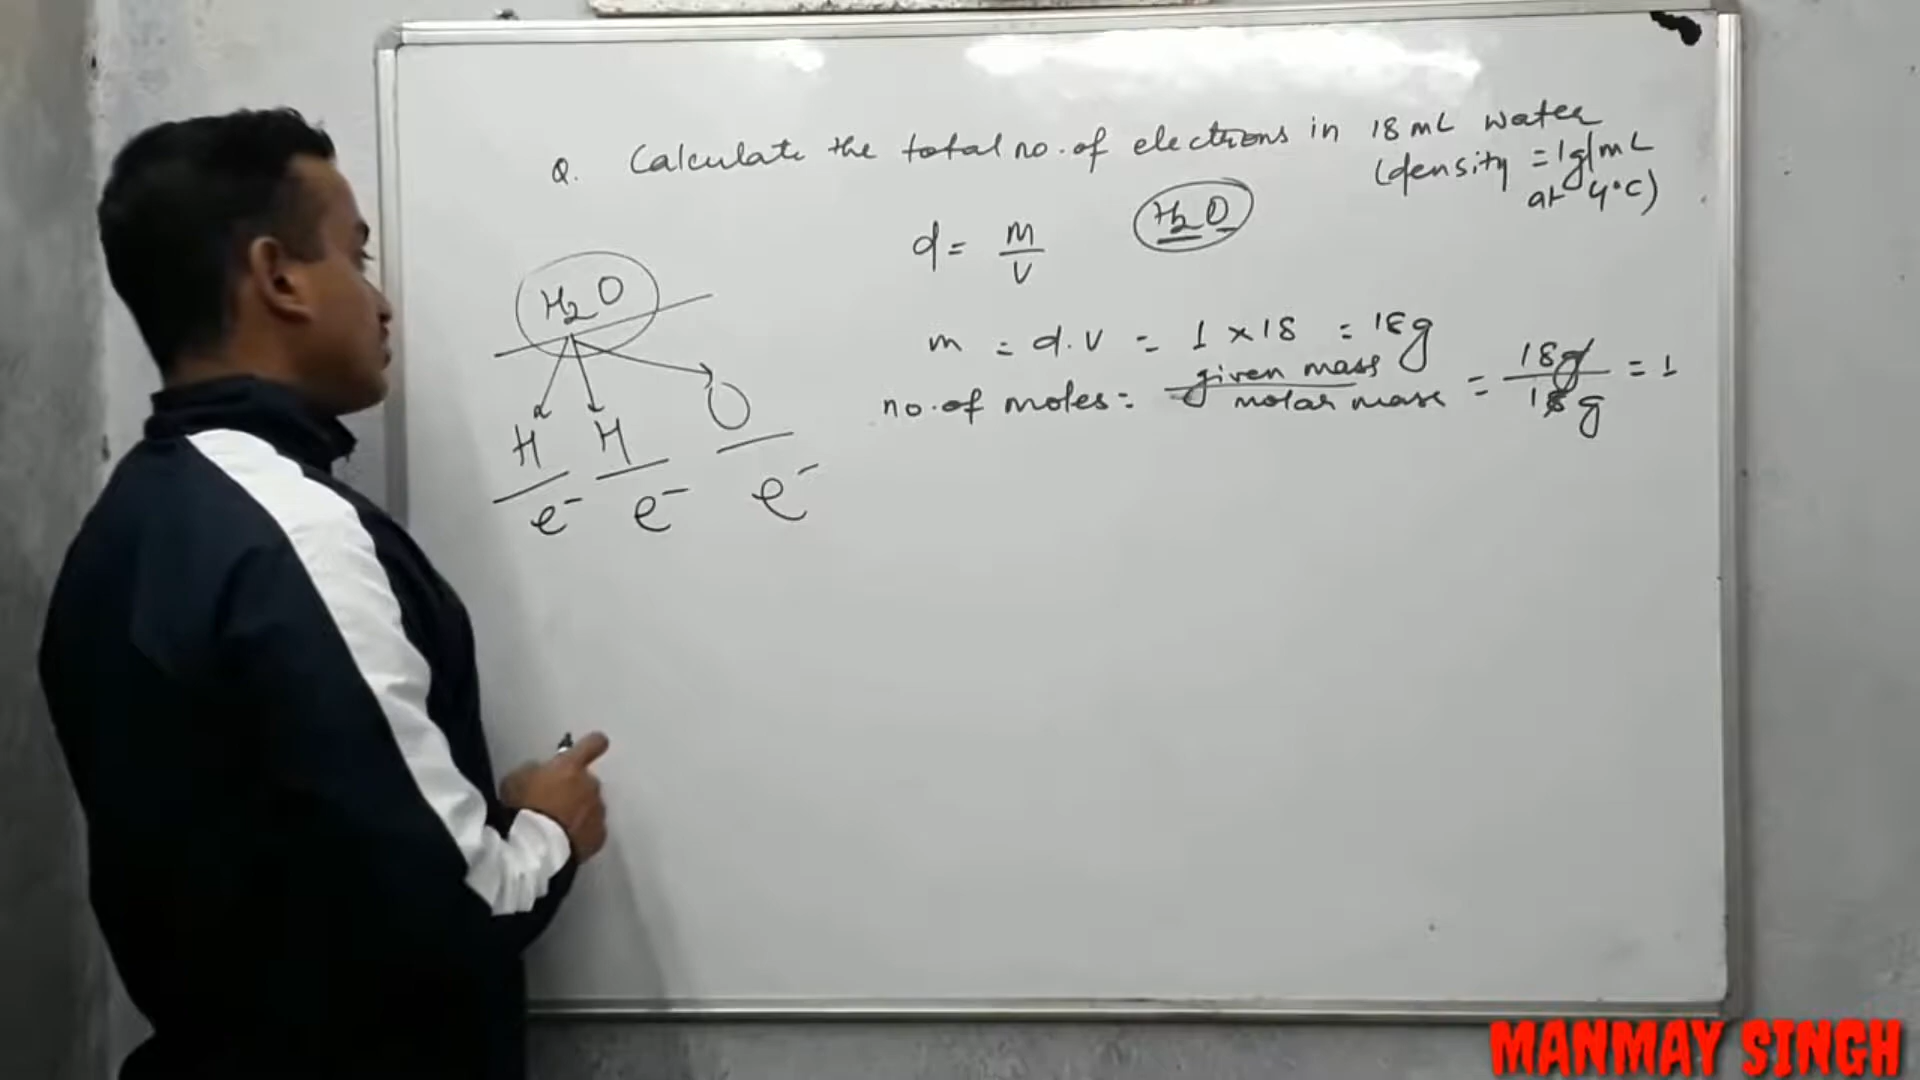 Q. Calculate the total no. of electrons in 18 mL water
(density = 1g/mL
at 4°C)
d = m/v
H2O
H2O
m = d.v = 1 × 18 = 18g
no. of moles = given mass / molar mass = 18g / 18g = 1
H H O
e⁻ e⁻ e⁻
MANMAY SINGH